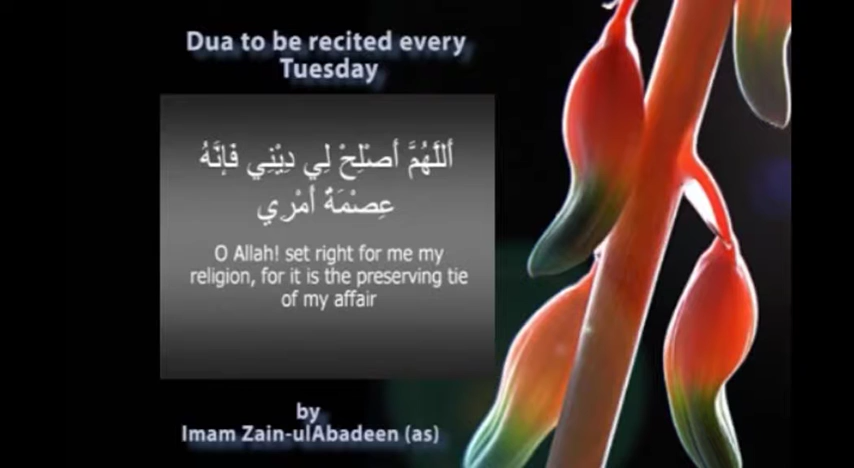 Dua to be recited every
Tuesday
أَللَّهُمَّ أَصْلِحْ لِي دِيْنِي فَإِنَّهُ
عِصْمَةُ أَمْرِي
O Allah! set right for me my
religion, for it is the preserving tie
of my affair
by
Imam Zain-ulAbadeen (as)